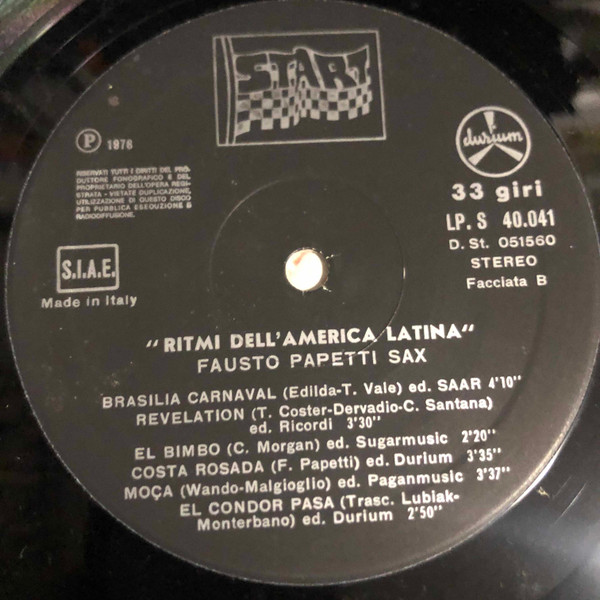 START
durium
Ⓟ 1976
RISERVATI TUTTI I DIRITTI DEL PRO-
DUTTORE FONOGRAFICO E DEL
PROPRIETARIO DELL'OPERA REGI-
STRATA - VIETATE DUPLICAZIONE,
UTILIZZAZIONE DI QUESTO DISCO
PER PUBBLICA ESECUZIONE E
RADIODIFFUSIONE.
33 giri
LP. S 40.041
D. St. 051560
STEREO
Facciata B
S.I.A.E.
Made in Italy
"RITMI DELL'AMERICA LATINA"
FAUSTO PAPETTI SAX
BRASILIA CARNAVAL (Edilda-T. Vale) ed. SAAR 4'10"
REVELATION (T. Coster-Dervadio-C. Santana)
ed. Ricordi 3'30"
EL BIMBO (C. Morgan) ed. Sugarmusic 2'20"
COSTA ROSADA (F. Papetti) ed. Durium 3'35"
MOÇA (Wando-Malgioglio) ed. Paganmusic 3'37"
EL CONDOR PASA (Trasc. Lubiak-
Monterbano) ed. Durium 2'50"